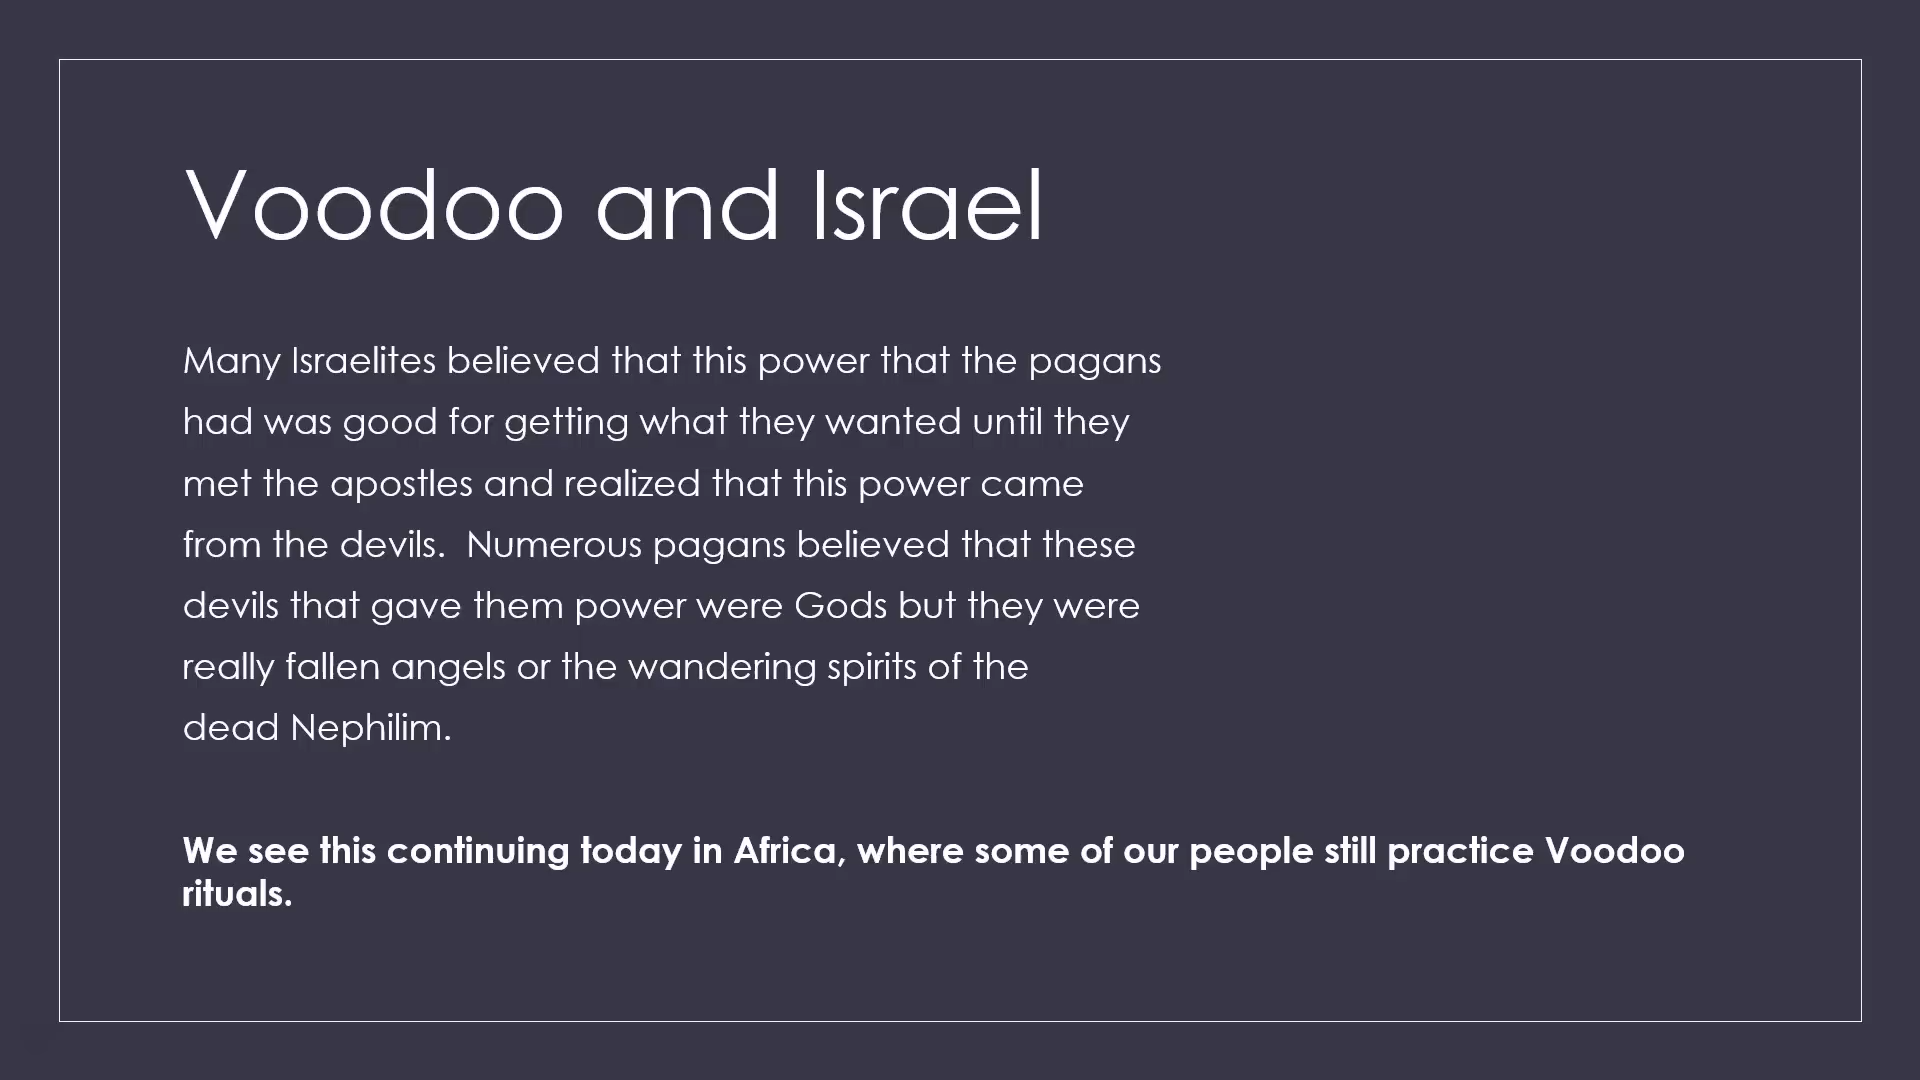 Voodoo and Israel
Many Israelites believed that this power that the pagans
had was good for getting what they wanted until they
met the apostles and realized that this power came
from the devils.  Numerous pagans believed that these
devils that gave them power were Gods but they were
really fallen angels or the wandering spirits of the
dead Nephilim.
We see this continuing today in Africa, where some of our people still practice Voodoo
rituals.